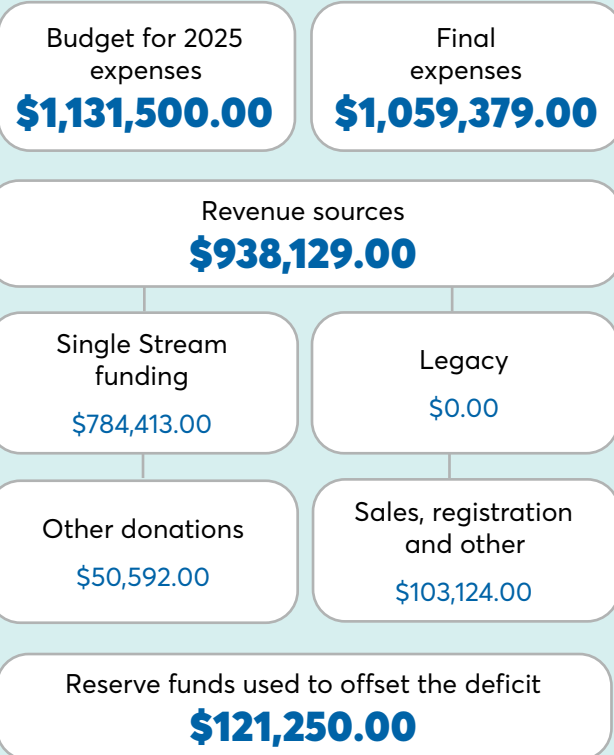 Budget for 2025
expenses
$1,131,500.00
Final
expenses
$1,059,379.00
Revenue sources
$938,129.00
Single Stream
funding
$784,413.00
Legacy
$0.00
Other donations
$50,592.00
Sales, registration
and other
$103,124.00
Reserve funds used to offset the deficit
$121,250.00